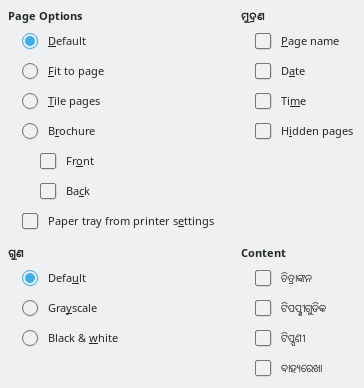 Page Options
Default
Fit to page
Tile pages
Brochure
Front
Back
Paper tray from printer settings
ମୁଦ୍ରଣ
Page name
Date
Time
Hidden pages
ଗୁଣ
Default
Grayscale
Black & white
Content
ଚିତ୍ରାଙ୍କନ
ଟିପପ୍ଣୀଗୁଡିକ
ଟିପ୍ପଣୀ
ବାହ୍ୟରେଖା